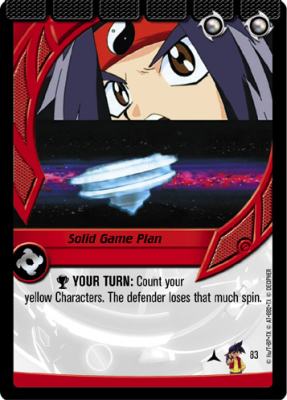 Solid Game Plan
YOUR TURN: Count your
yellow Characters. The defender loses that much spin.
83